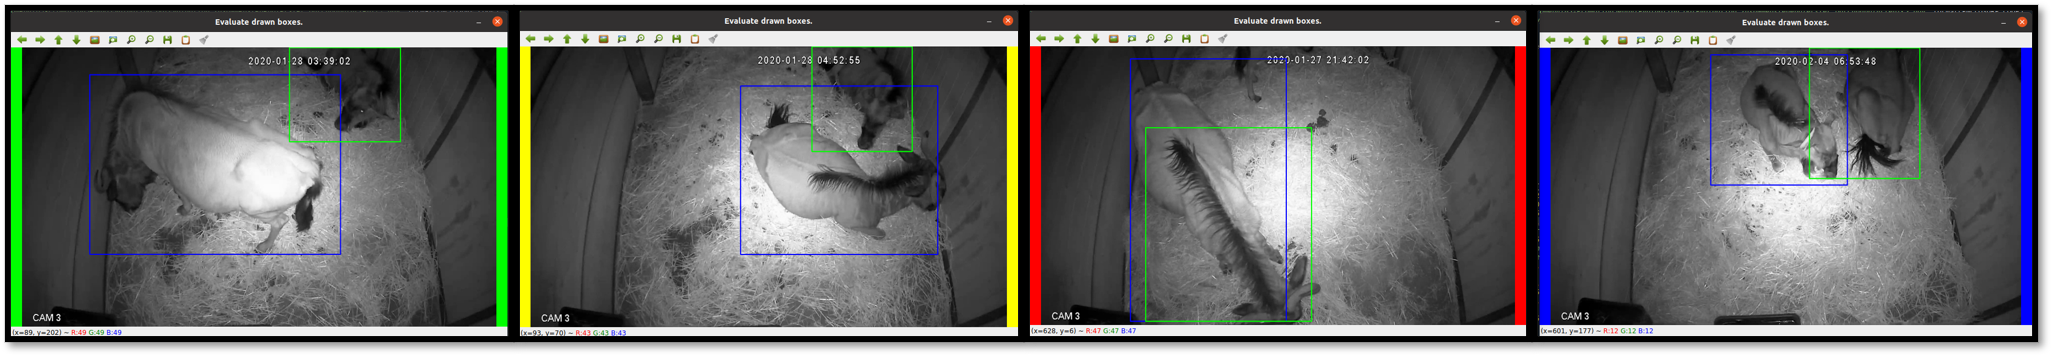 Evaluate drawn boxes.
2020-01-28 03:39:02
CAM 3
(x=89, y=202) ~ R:49 G:49 B:49
Evaluate drawn boxes.
2020-01-28 04:52:55
CAM 3
(x=93, y=70) ~ R:43 G:43 B:43
Evaluate drawn boxes.
2020-01-27 21:42:02
CAM 3
(x=628, y=6) ~ R:47 G:47 B:47
Evaluate drawn boxes.
2020-02-04 06:53:48
CAM 3
(x=601, y=177) ~ R:12 G:12 B:12